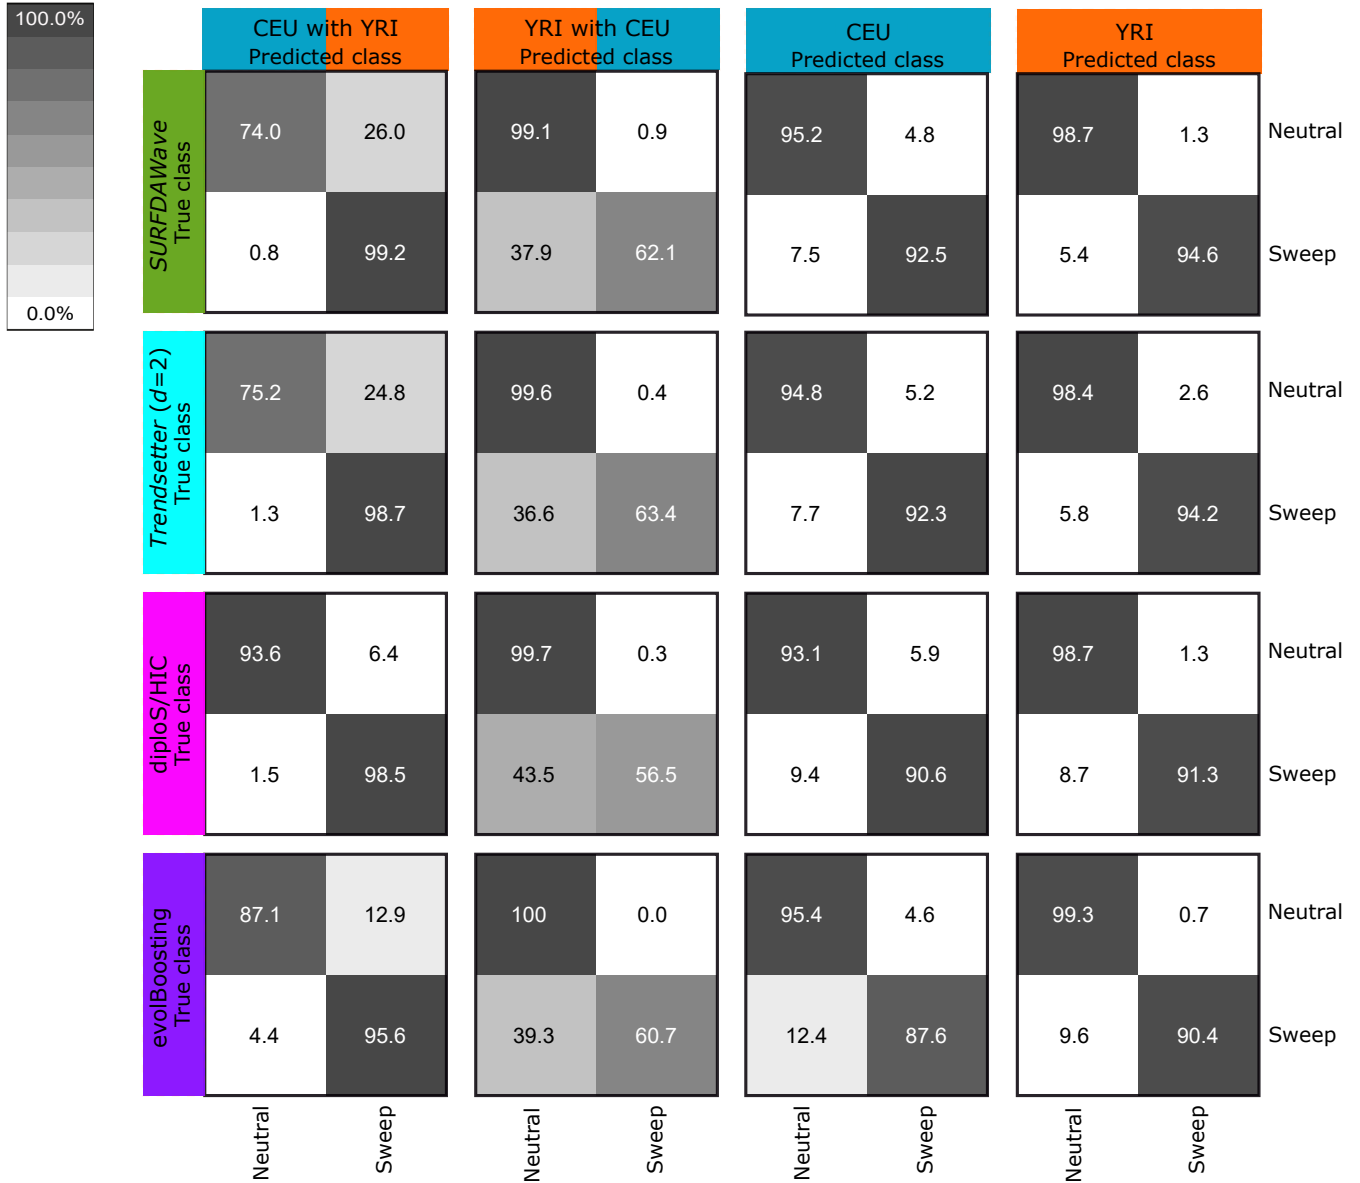 100.0%
0.0%
CEU with YRI
Predicted class
YRI with CEU
Predicted class
CEU
Predicted class
YRI
Predicted class
SURFDAWave
True class
74.0 26.0 99.1 0.9 95.2 4.8 98.7 1.3 Neutral
0.8 99.2 37.9 62.1 7.5 92.5 5.4 94.6 Sweep
Trendsetter (d=2)
True class
75.2 24.8 99.6 0.4 94.8 5.2 98.4 2.6 Neutral
1.3 98.7 36.6 63.4 7.7 92.3 5.8 94.2 Sweep
diploS/HIC
True class
93.6 6.4 99.7 0.3 93.1 5.9 98.7 1.3 Neutral
1.5 98.5 43.5 56.5 9.4 90.6 8.7 91.3 Sweep
evolBoosting
True class
87.1 12.9 100 0.0 95.4 4.6 99.3 0.7 Neutral
4.4 95.6 39.3 60.7 12.4 87.6 9.6 90.4 Sweep
Neutral Sweep Neutral Sweep Neutral Sweep Neutral Sweep